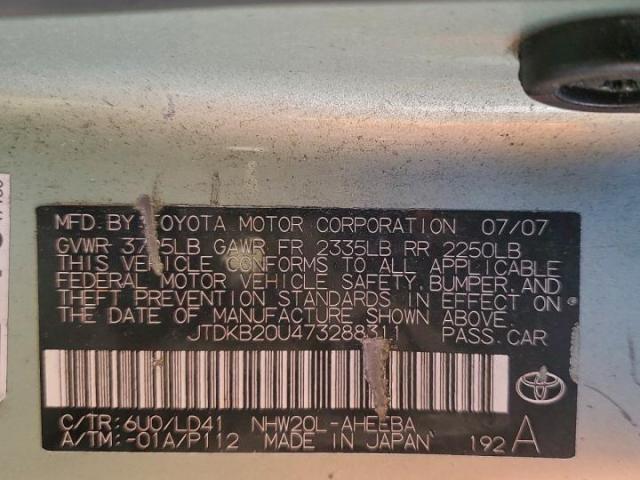 MFD. BY TOYOTA MOTOR CORPORATION 07/07
GVWR LB GAWR FR 2335LB RR 2250LB
THIS VEHICLE CONFORMS TO ALL APPLICABLE
FEDERAL MOTOR VEHICLE SAFETY, BUMPER, AND
THEFT PREVENTION STANDARDS IN EFFECT ON
THE DATE OF MANUFACTURE SHOWN ABOVE.
JTDKB20U473288311 PASS. CAR
C/TR: 6U0/LD41 NHW20L-AHEEBA
A/TM: -01A/P112 MADE IN JAPAN 192 A